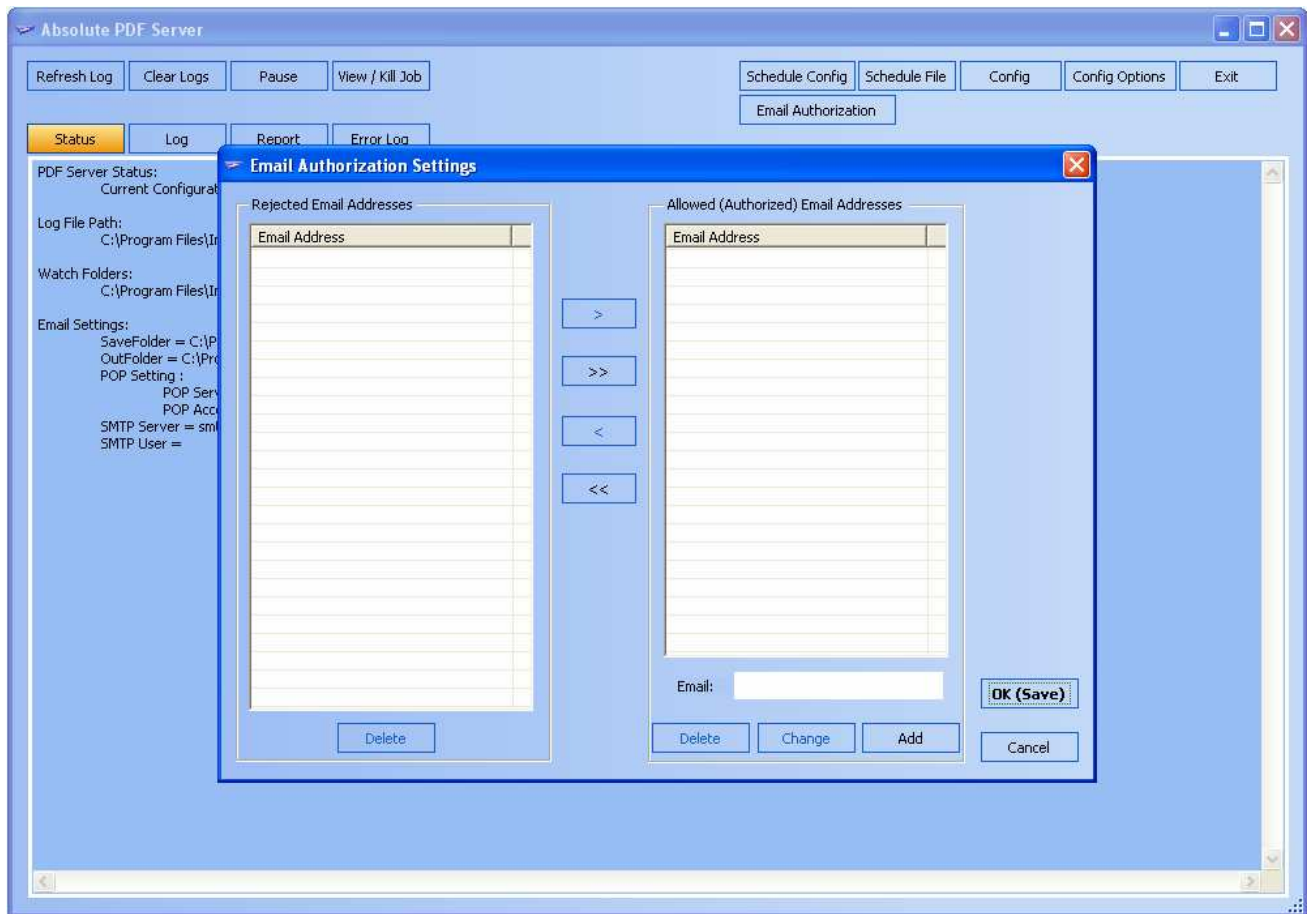 Absolute PDF Server
Refresh Log Clear Logs Pause View / Kill Job Schedule Config Schedule File Config Config Options Exit
Email Authorization
Status Log Report Error Log
Email Authorization Settings
PDF Server Status:
Current Configurat
Log File Path:
C:\Program Files\In
Watch Folders:
C:\Program Files\In
Email Settings:
SaveFolder = C:\P
OutFolder = C:\Pro
POP Setting :
POP Serv
POP Acco
SMTP Server = smt
SMTP User =
Rejected Email Addresses
Email Address
Delete
>
>>
<
<<
Allowed (Authorized) Email Addresses
Email Address
Email:
Delete Change Add
OK (Save)
Cancel